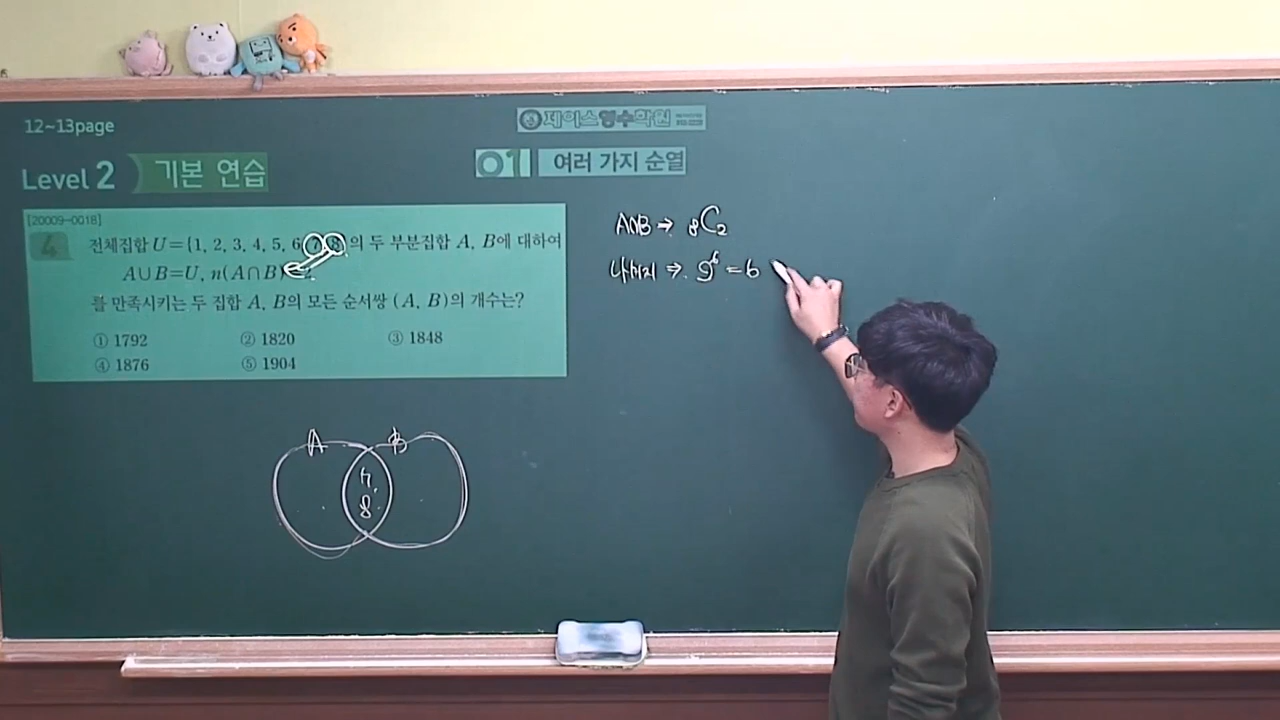 12~13page
제이스영수학원
Level 2 기본 연습
01 여러 가지 순열
[20009-0018]
4 전체집합 U={1, 2, 3, 4, 5, 6, 7, 8}의 두 부분집합 A, B에 대하여
A∪B=U, n(A∩B)=2
를 만족시키는 두 집합 A, B의 모든 순서쌍 (A, B)의 개수는?
① 1792 ② 1820 ③ 1848
④ 1876 ⑤ 1904
A∩B → ₈C₂
나머지 ⇒ 2⁶ = 6
A B
7.
8.